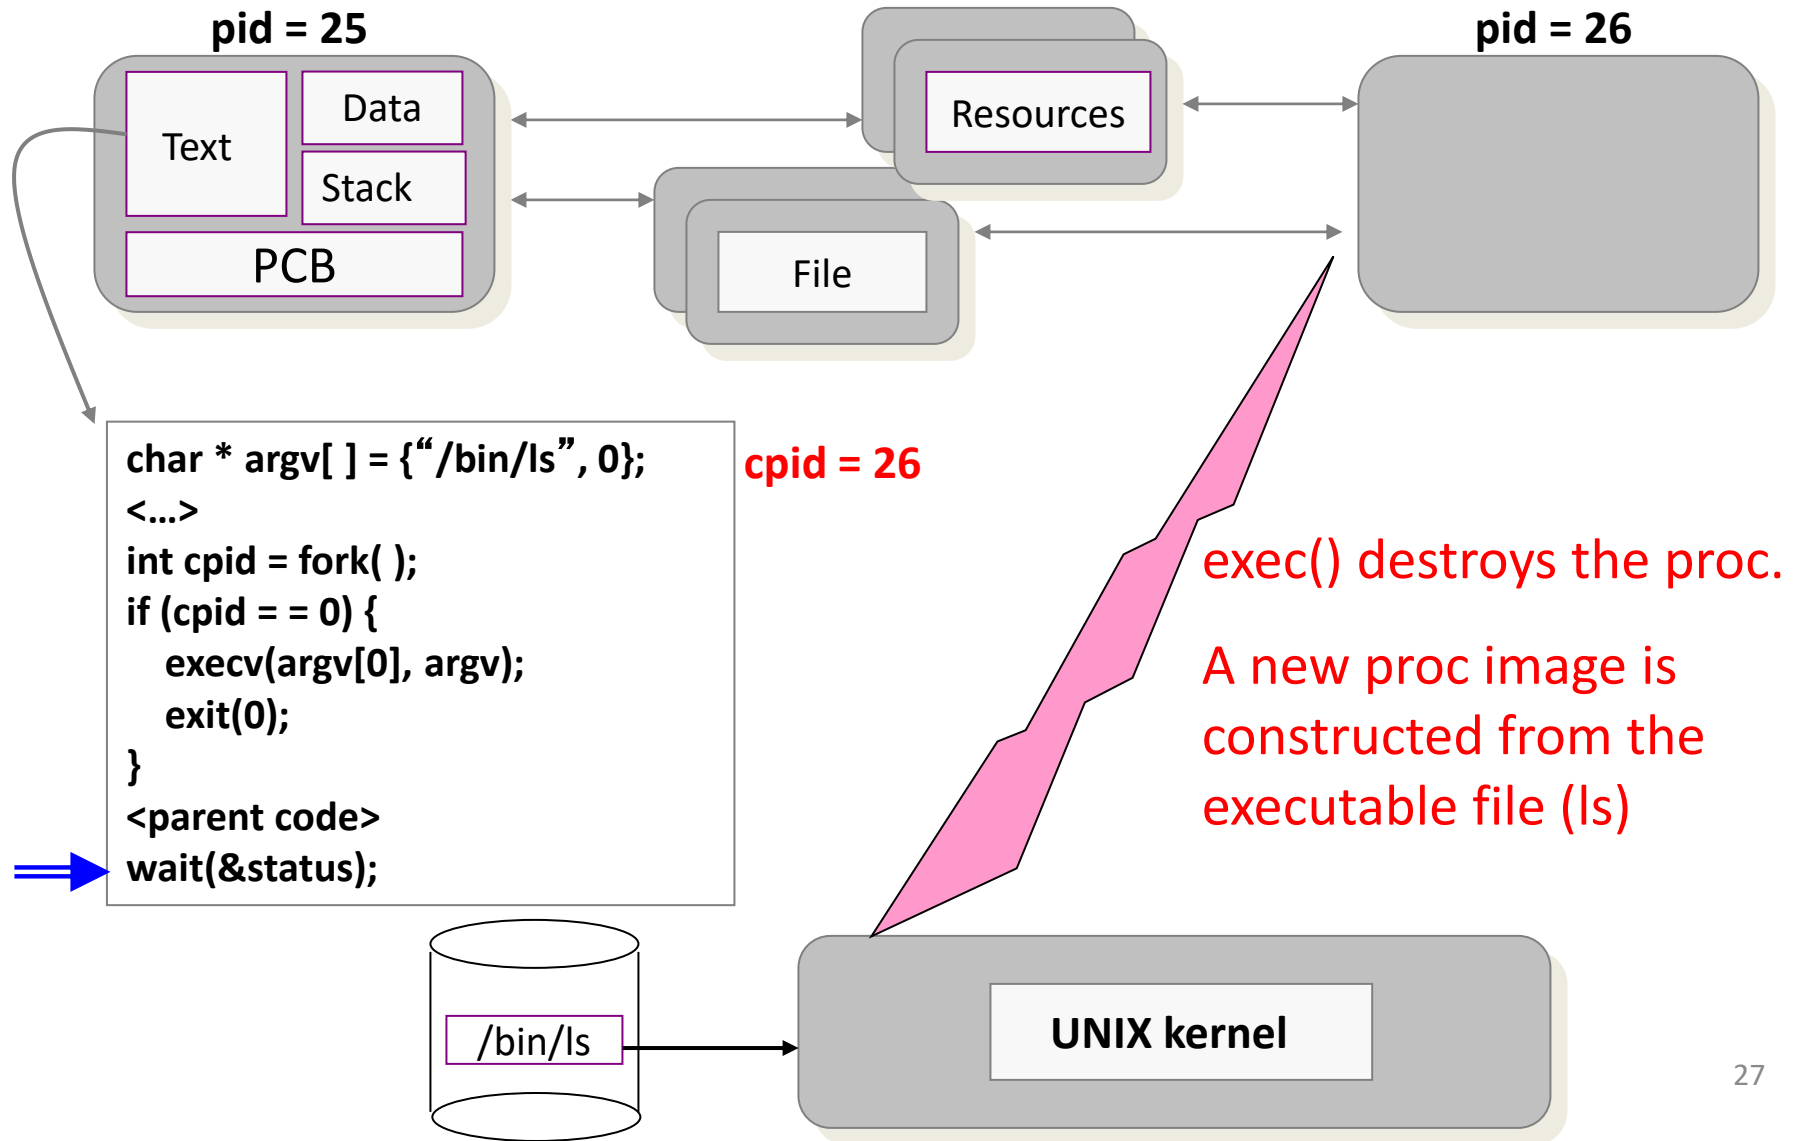 pid = 25
pid = 26
Text
Data
Stack
PCB
Resources
File
char * argv[ ] = {“/bin/ls”, 0};
<...>
int cpid = fork( );
if (cpid = = 0) {
execv(argv[0], argv);
exit(0);
}
<parent code>
wait(&status);
cpid = 26
exec() destroys the proc.
A new proc image is
constructed from the
executable file (ls)
/bin/ls
UNIX kernel
27